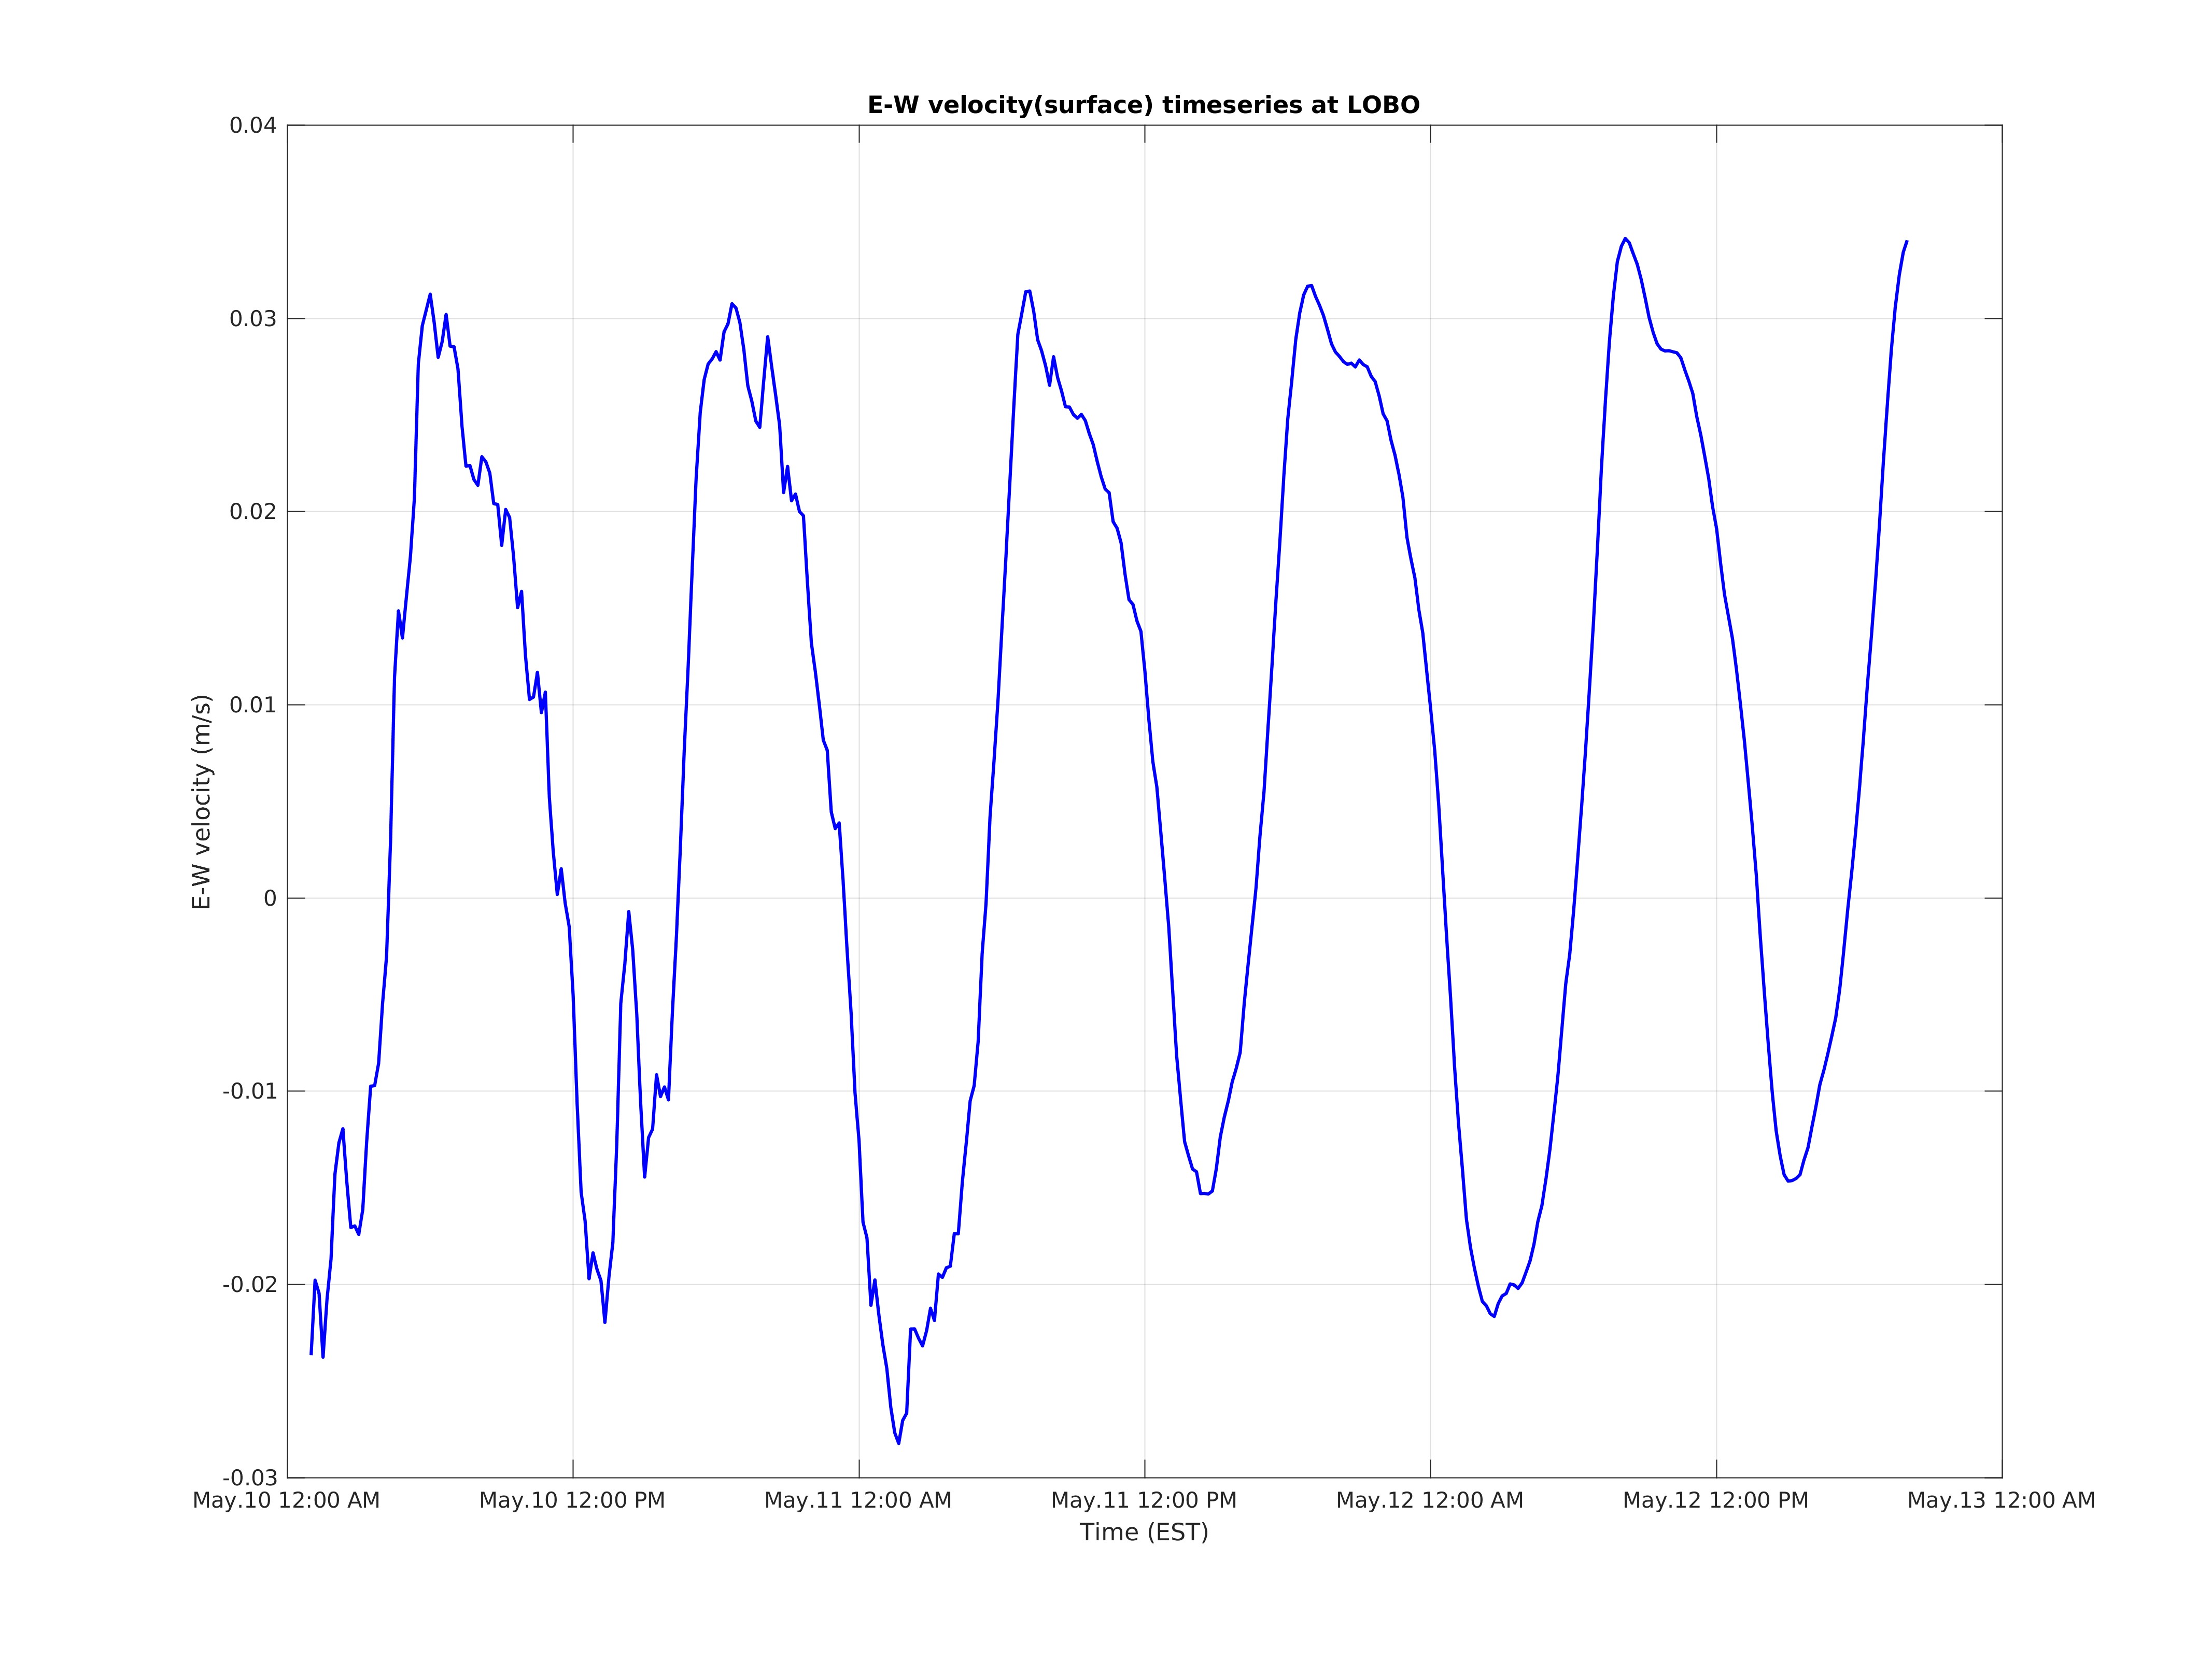 E-W velocity(surface) timeseries at LOBO
0.04
0.03
0.02
0.01
0
-0.01
-0.02
-0.03
E-W velocity (m/s)
May.10 12:00 AM May.10 12:00 PM May.11 12:00 AM May.11 12:00 PM May.12 12:00 AM May.12 12:00 PM May.13 12:00 AM
Time (EST)